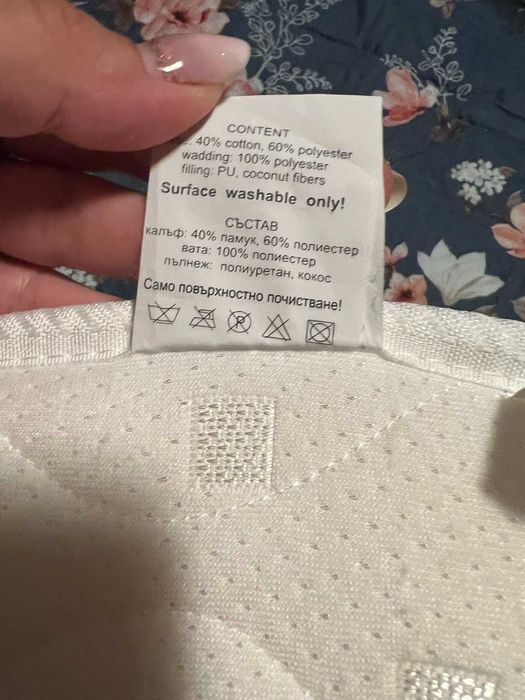 CONTENT
: 40% cotton, 60% polyester
wadding: 100% polyester
filling: PU, coconut fibers
Surface washable only!
СЪСТАВ
калъф: 40% памук, 60% полиестер
вата: 100% полиестер
пълнеж: полиуретан, кокос
Само повърхностно почистване!